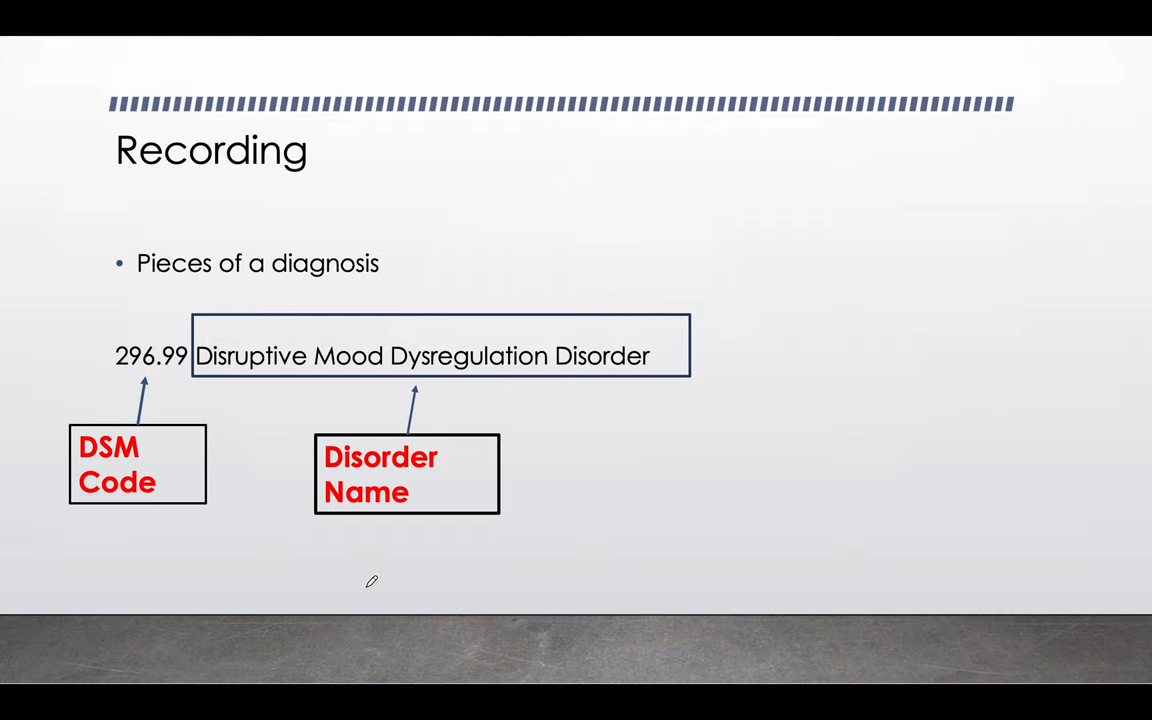 Recording
• Pieces of a diagnosis
296.99 Disruptive Mood Dysregulation Disorder
DSM
Code
Disorder
Name